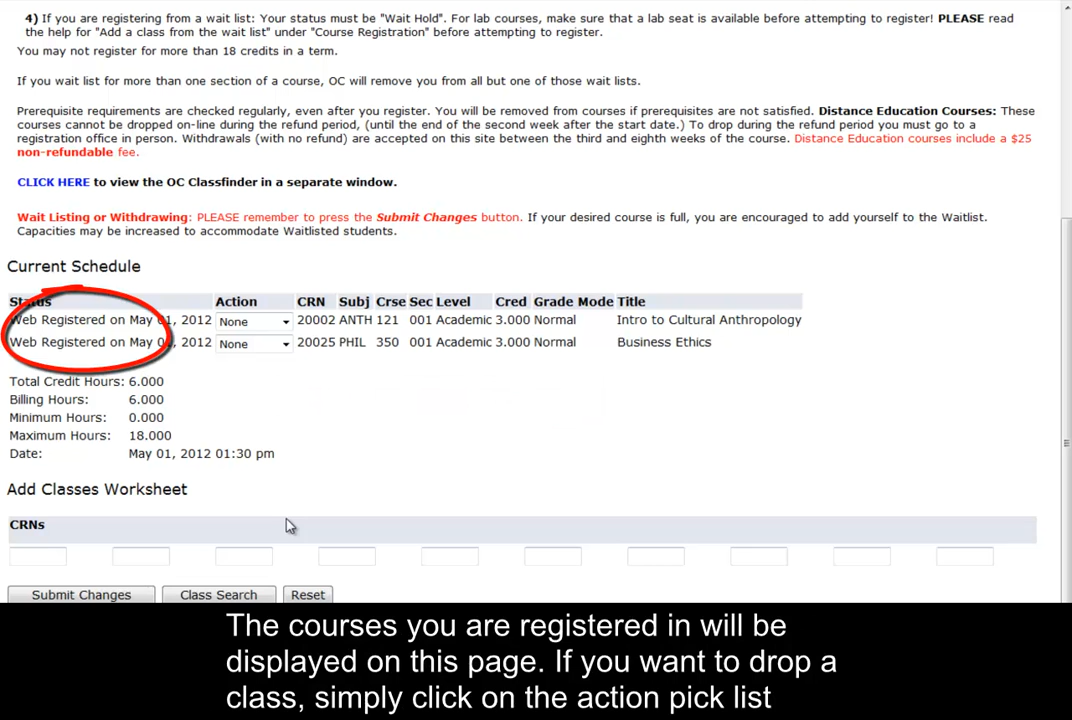 4) If you are registering from a wait list: Your status must be "Wait Hold". For lab courses, make sure that a lab seat is available before attempting to register! PLEASE read
the help for "Add a class from the wait list" under "Course Registration" before attempting to register.
You may not register for more than 18 credits in a term.
If you wait list for more than one section of a course, OC will remove you from all but one of those wait lists.
Prerequisite requirements are checked regularly, even after you register. You will be removed from courses if prerequisites are not satisfied. Distance Education Courses: These
courses cannot be dropped on-line during the refund period, (until the end of the second week after the start date.) To drop during the refund period you must go to a
registration office in person. Withdrawals (with no refund) are accepted on this site between the third and eighth weeks of the course. Distance Education courses include a $25
non-refundable fee.
CLICK HERE to view the OC Classfinder in a separate window.
Wait Listing or Withdrawing: PLEASE remember to press the Submit Changes button. If your desired course is full, you are encouraged to add yourself to the Waitlist.
Capacities may be increased to accommodate Waitlisted students.
Current Schedule
Status Action CRN Subj Crse Sec Level Cred Grade Mode Title
Web Registered on May 01, 2012 None 20002 ANTH 121 001 Academic 3.000 Normal Intro to Cultural Anthropology
Web Registered on May 01, 2012 None 20025 PHIL 350 001 Academic 3.000 Normal Business Ethics
Total Credit Hours: 6.000
Billing Hours: 6.000
Minimum Hours: 0.000
Maximum Hours: 18.000
Date: May 01, 2012 01:30 pm
Add Classes Worksheet
CRNs
Submit Changes Class Search Reset
The courses you are registered in will be
displayed on this page. If you want to drop a
class, simply click on the action pick list